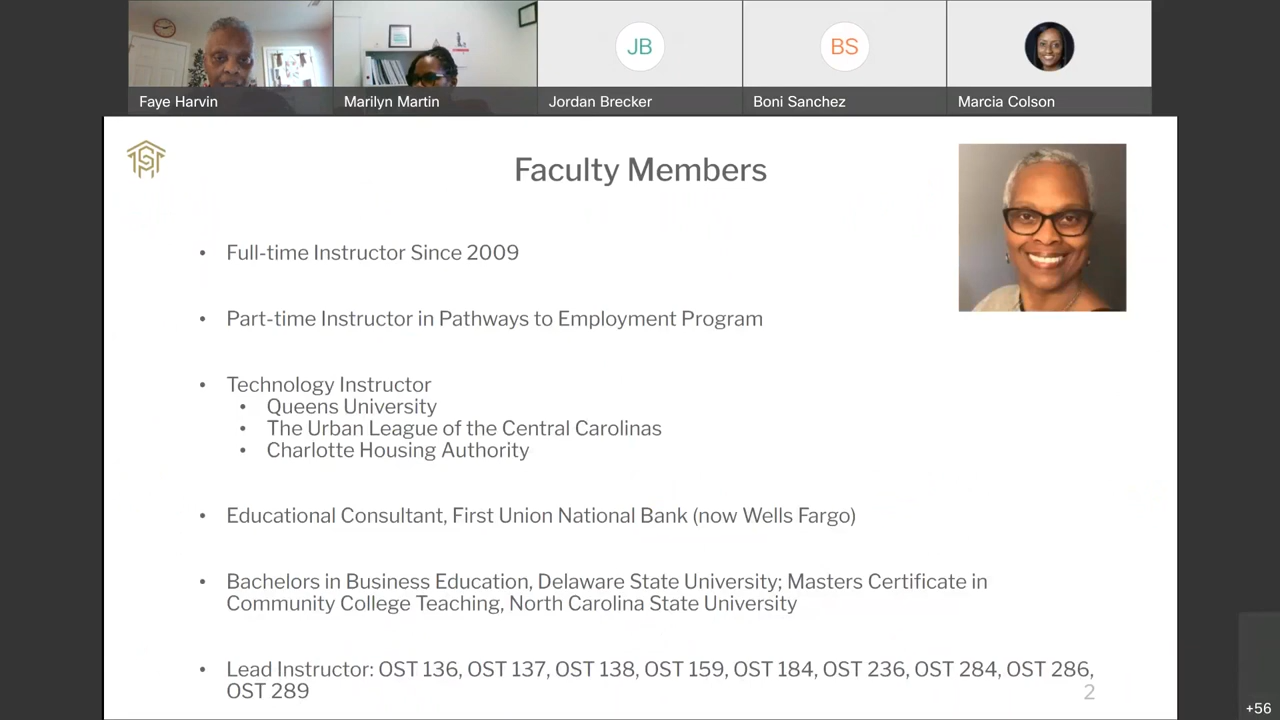 Faye Harvin
Marilyn Martin
JB
Jordan Brecker
BS
Boni Sanchez
Marcia Colson
Faculty Members
• Full-time Instructor Since 2009
• Part-time Instructor in Pathways to Employment Program
• Technology Instructor
• Queens University
• The Urban League of the Central Carolinas
• Charlotte Housing Authority
• Educational Consultant, First Union National Bank (now Wells Fargo)
• Bachelors in Business Education, Delaware State University; Masters Certificate in
Community College Teaching, North Carolina State University
• Lead Instructor: OST 136, OST 137, OST 138, OST 159, OST 184, OST 236, OST 284, OST 286,
OST 289
2
+56